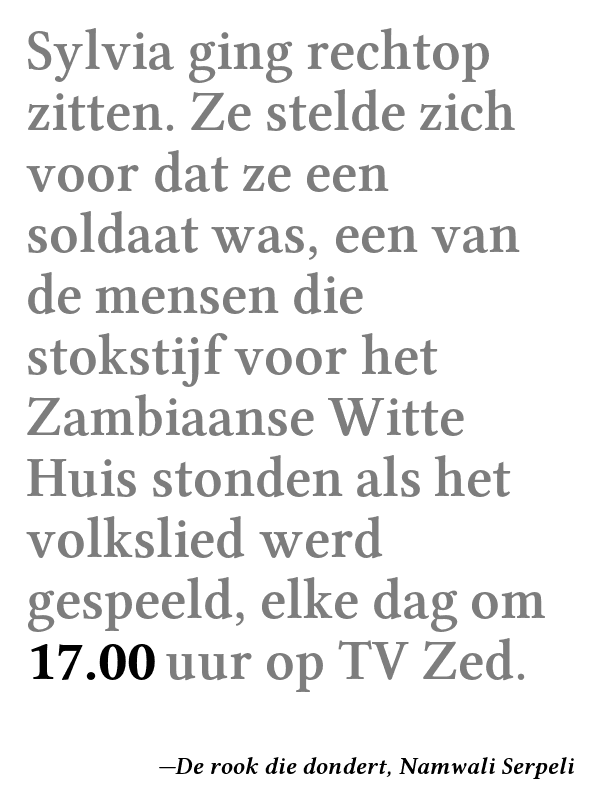 Sylvia ging rechtop
zitten. Ze stelde zich
voor dat ze een
soldaat was, een van
de mensen die
stokstijf voor het
Zambiaanse Witte
Huis stonden als het
volkslied werd
gespeeld, elke dag om
17.00 uur op TV Zed.
—De rook die dondert, Namwali Serpeli